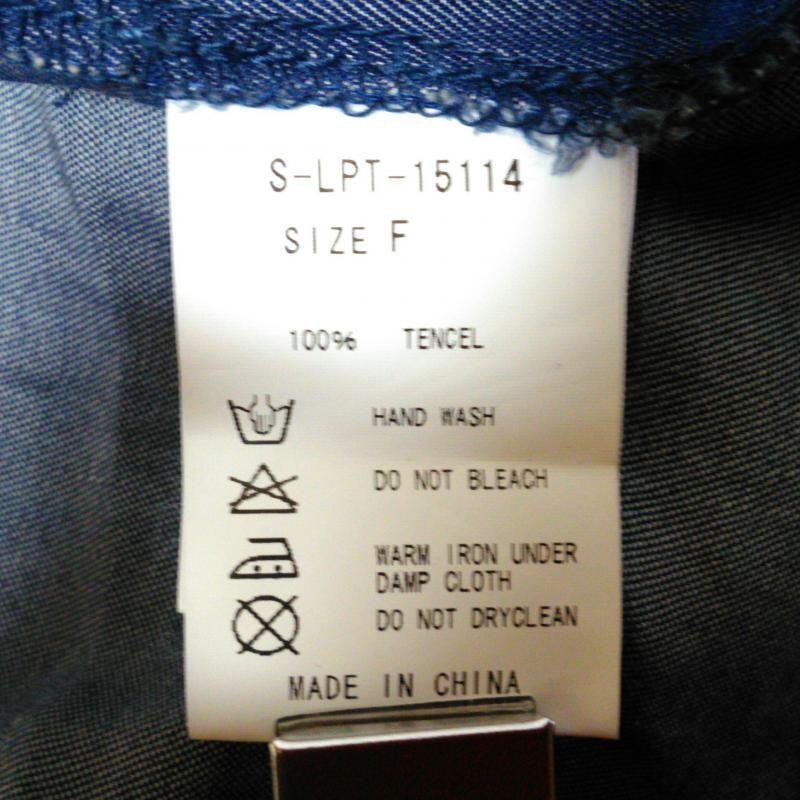 S-LPT-15114
SIZE F
100% TENCEL
HAND WASH
DO NOT BLEACH
WARM IRON UNDER
DAMP CLOTH
DO NOT DRYCLEAN
MADE IN CHINA